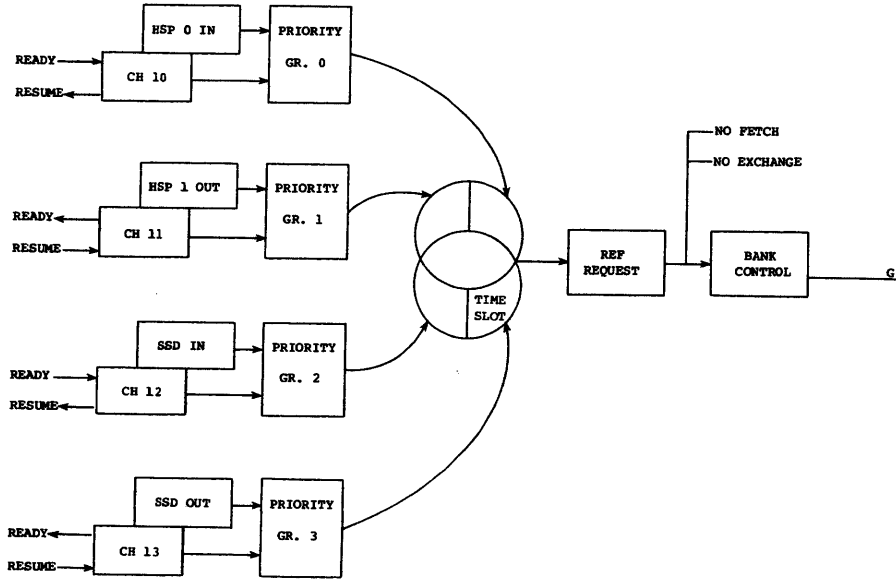 HSP 0 IN
PRIORITY
GR. 0
READY
CH 10
RESUME
NO FETCH
NO EXCHANGE
HSP 1 OUT
PRIORITY
GR. 1
READY
CH 11
RESUME
REF
REQUEST
BANK
CONTROL
G
TIME
SLOT
SSD IN
PRIORITY
GR. 2
READY
CH 12
RESUME
SSD OUT
PRIORITY
GR. 3
READY
CH 13
RESUME